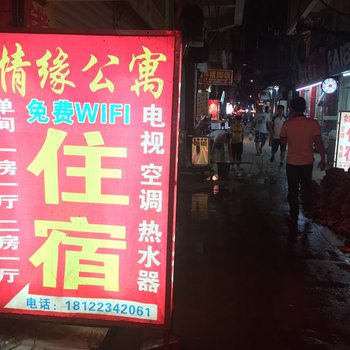 情缘公寓
免费WIFI
单间 一房一厅 二房一厅
住宿
电视 空调 热水器
电话：18122342061